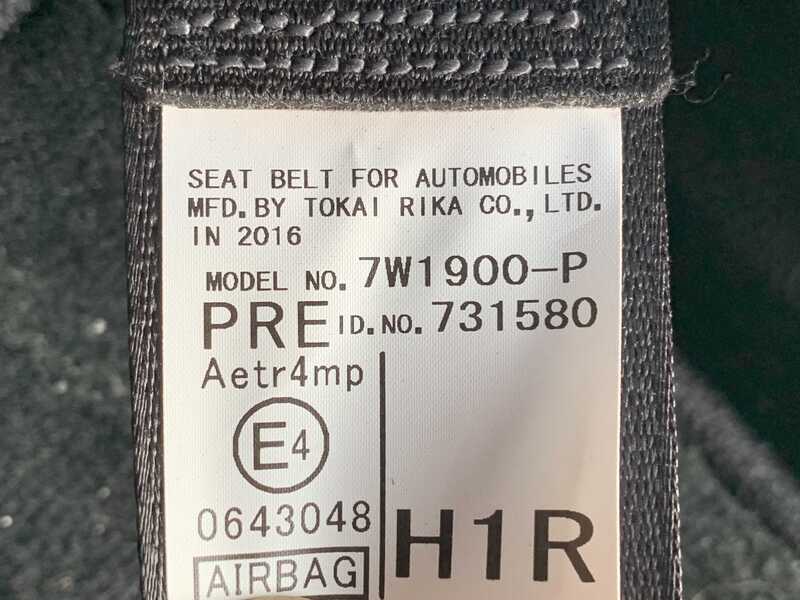 SEAT BELT FOR AUTOMOBILES
MFD. BY TOKAI RIKA CO., LTD.
IN 2016
MODEL NO. 7W1900-P
PRE ID. NO. 731580
Aetr4mp
E4
0643048
AIRBAG
H1R